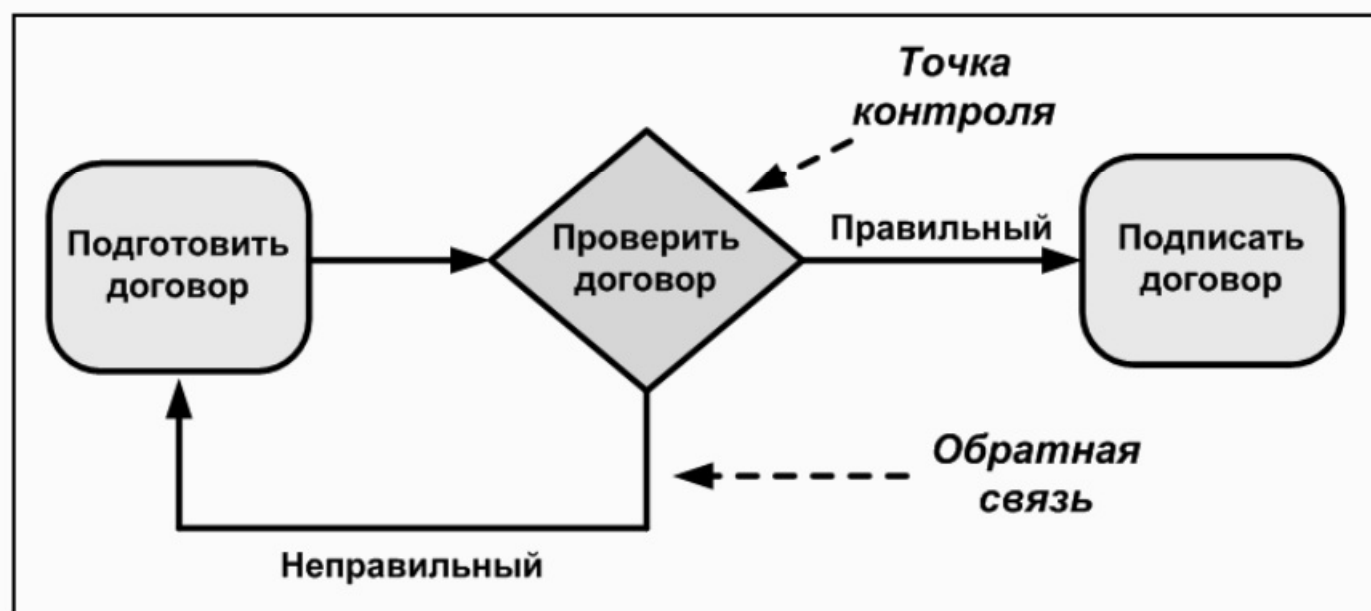 Точка
контроля
Подготовить
договор
Проверить
договор
Правильный
Подписать
договор
Обратная
связь
Неправильный